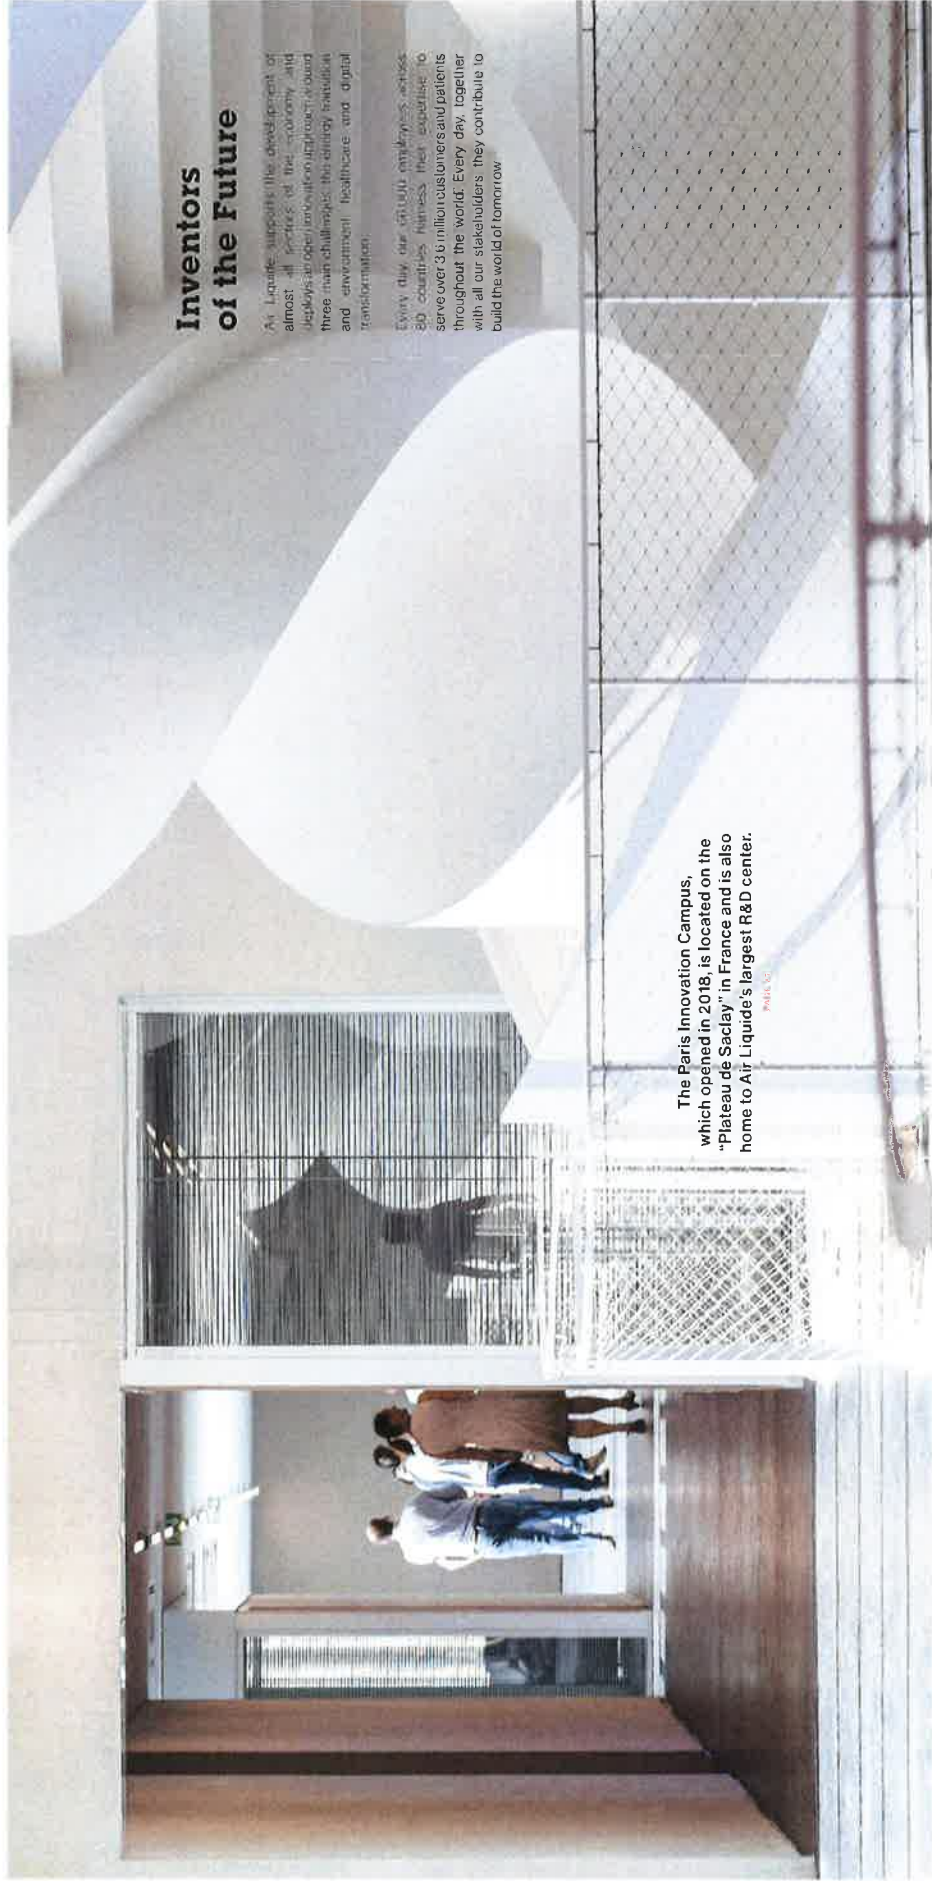 Inventors
of the Future
Air Liquide supports the development of
almost all sectors of the economy and
deploys an open innovation approach around
three main challenges: the energy transition
and environment healthcare and digital
transformation
Every day our employees across
80 countries harness their expertise to
serve over 3.6 million customers and patients
throughout the world. Every day, together
with all our stakeholders they contribute to
build the world of tomorrow
The Paris Innovation Campus,
which opened in 2018, is located on the
“Plateau de Saclay” in France and is also
home to Air Liquide’s largest R&D center.